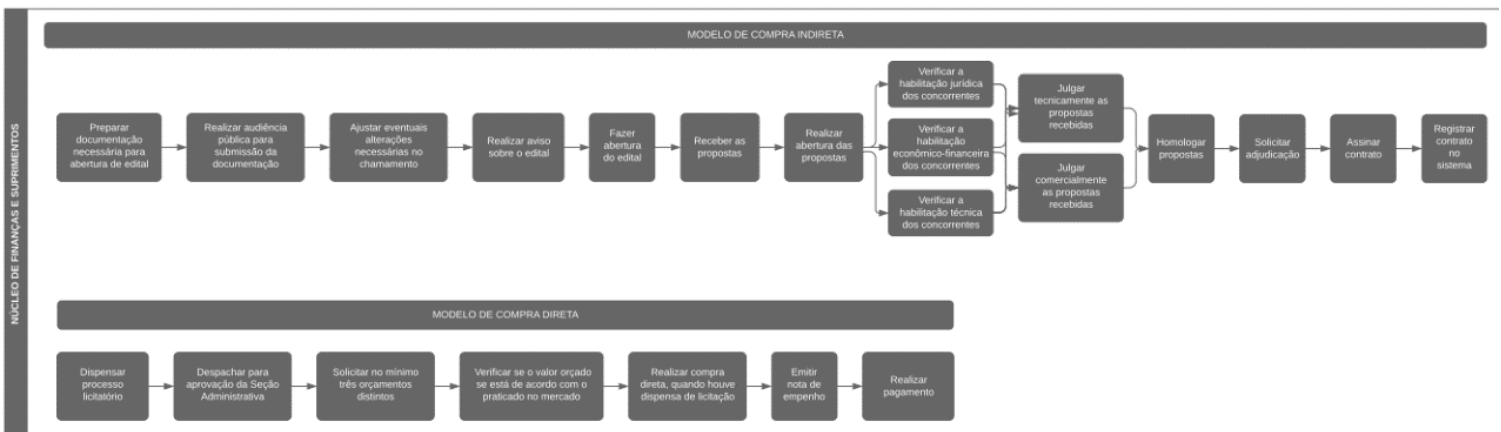 NÚCLEO DE FINANÇAS E SUPRIMENTOS
MODELO DE COMPRA INDIRETA
Preparar
documentação
necessária para
abertura de edital
Realizar audiência
pública para
submissão da
documentação
Ajustar eventuais
alterações
necessárias no
chamamento
Realizar aviso
sobre o edital
Fazer
abertura
do edital
Receber as
propostas
Realizar
abertura das
propostas
Verificar a
habilitação jurídica
dos concorrentes
Verificar a
habilitação
econômico-financeira
dos concorrentes
Verificar a
habilitação técnica
dos concorrentes
Julgar
tecnicamente as
propostas
recebidas
Julgar
comercialmente
as propostas
recebidas
Homologar
propostas
Solicitar
adjudicação
Assinar
contrato
Registrar
contrato
no
sistema
MODELO DE COMPRA DIRETA
Dispensar
processo
licitatório
Despachar para
aprovação da Seção
Administrativa
Solicitar no mínimo
três orçamentos
distintos
Verificar se o valor orçado
se está de acordo com o
praticado no mercado
Realizar compra
direta, quando houve
dispensa de licitação
Emitir
nota de
empenho
Realizar
pagamento